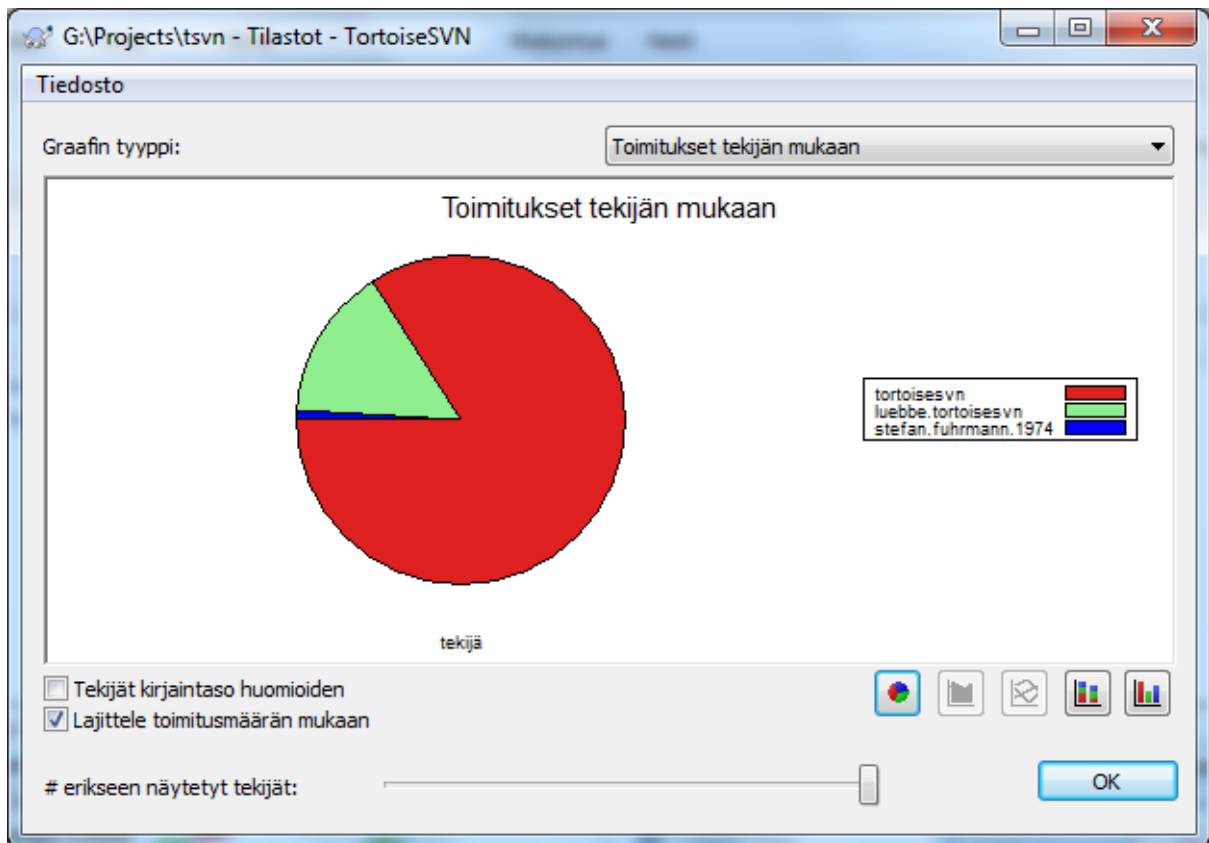 G:\Projects\tsvn - Tilastot - TortoiseSVN
Tiedosto
Graafin tyyppi:
Toimitukset tekijän mukaan
Toimitukset tekijän mukaan
tortoisesvn
luebbe.tortoisesvn
stefan.fuhrmann.1974
tekijä
Tekijät kirjaintaso huomioiden
Lajittele toimitusmäärän mukaan
# erikseen näytetyt tekijät:
OK